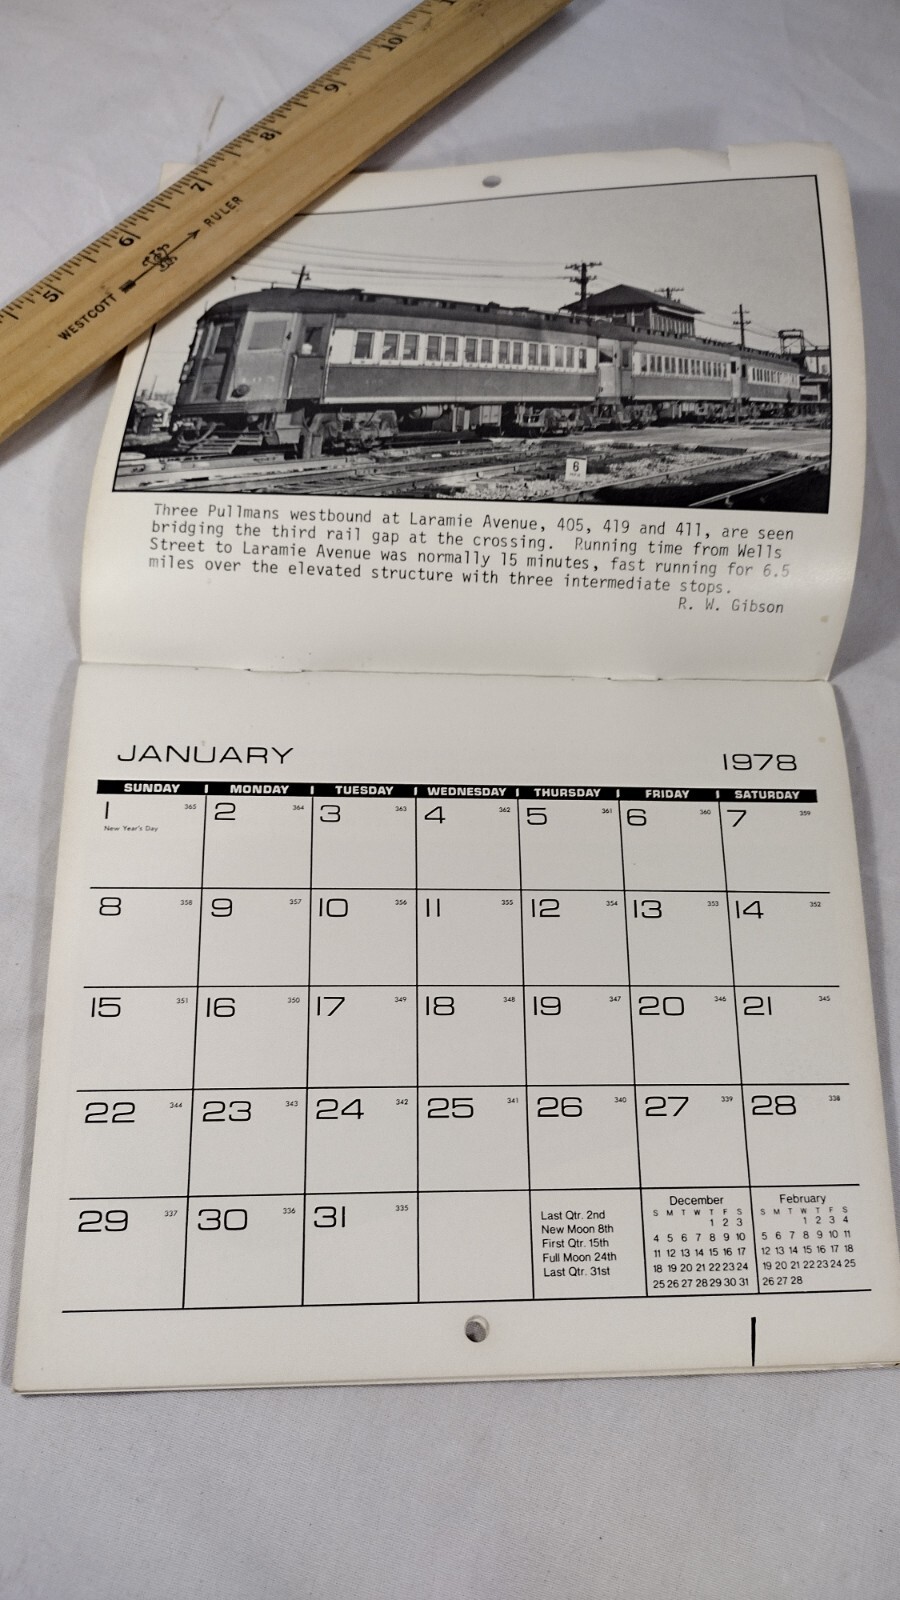 5 6 7 8 9 10
WESTCOTT RULER
6
Three Pullmans westbound at Laramie Avenue, 405, 419 and 411, are seen
bridging the third rail gap at the crossing. Running time from Wells
Street to Laramie Avenue was normally 15 minutes, fast running for 6.5
miles over the elevated structure with three intermediate stops.
R. W. Gibson
JANUARY 1978
SUNDAY MONDAY TUESDAY WEDNESDAY THURSDAY FRIDAY SATURDAY
1 365 2 364 3 363 4 362 5 361 6 360 7 359
New Year's Day
8 358 9 357 10 356 11 355 12 354 13 353 14 352
15 351 16 350 17 349 18 348 19 347 20 346 21 345
22 344 23 343 24 342 25 341 26 340 27 339 28 338
29 337 30 336 31 335
Last Qtr. 2nd
New Moon 8th
First Qtr. 15th
Full Moon 24th
Last Qtr. 31st
December
S M T W T F S
1 2 3
4 5 6 7 8 9 10
11 12 13 14 15 16 17
18 19 20 21 22 23 24
25 26 27 28 29 30 31
February
S M T W T F S
1 2 3 4
5 6 7 8 9 10 11
12 13 14 15 16 17 18
19 20 21 22 23 24 25
26 27 28